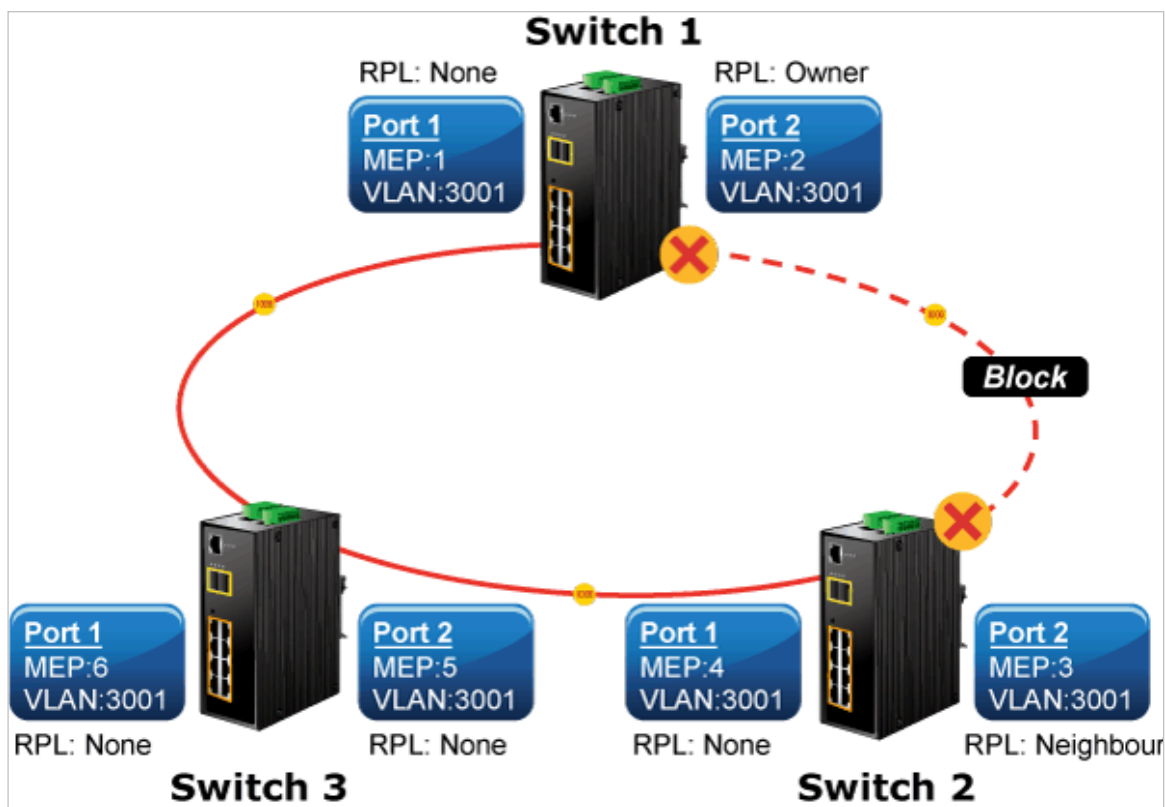 Switch 1
RPL: None
RPL: Owner
Port 1
MEP:1
VLAN:3001
Port 2
MEP:2
VLAN:3001
Block
Port 1
MEP:6
VLAN:3001
Port 2
MEP:5
VLAN:3001
Port 1
MEP:4
VLAN:3001
Port 2
MEP:3
VLAN:3001
RPL: None
RPL: None
RPL: None
RPL: Neighbour
Switch 3
Switch 2